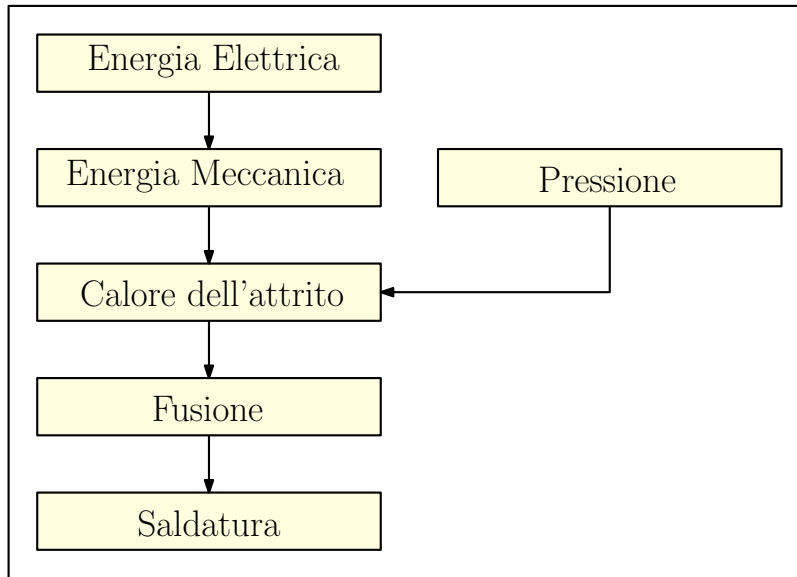 Energia Elettrica
Energia Meccanica
Pressione
Calore dell'attrito
Fusione
Saldatura